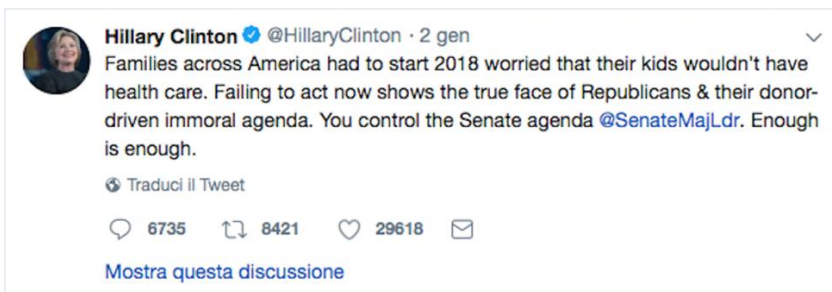 Hillary Clinton @HillaryClinton · 2 gen
Families across America had to start 2018 worried that their kids wouldn't have
health care. Failing to act now shows the true face of Republicans & their donor-
driven immoral agenda. You control the Senate agenda @SenateMajLdr. Enough
is enough.
Traduci il Tweet
6735 8421 29618
Mostra questa discussione